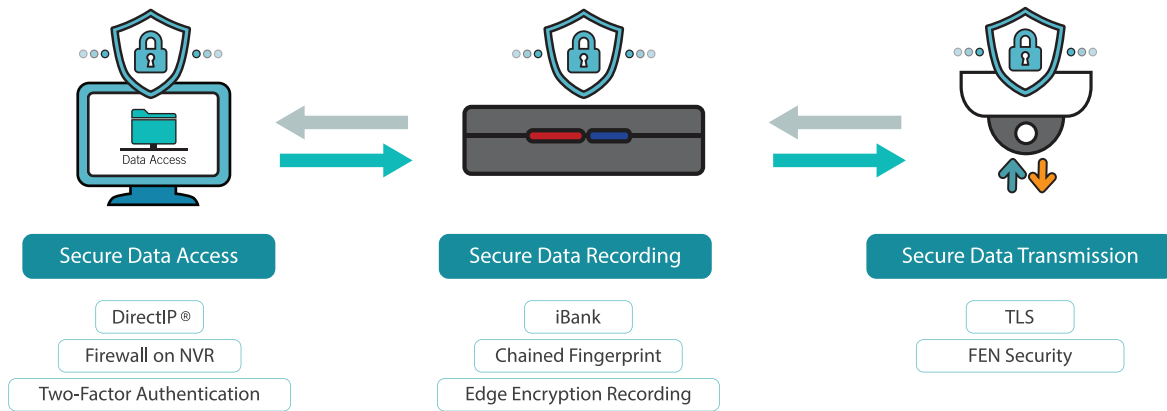 Data Access
Secure Data Access
Secure Data Recording
Secure Data Transmission
DirectIP ®
iBank
TLS
Firewall on NVR
Chained Fingerprint
FEN Security
Two-Factor Authentication
Edge Encryption Recording